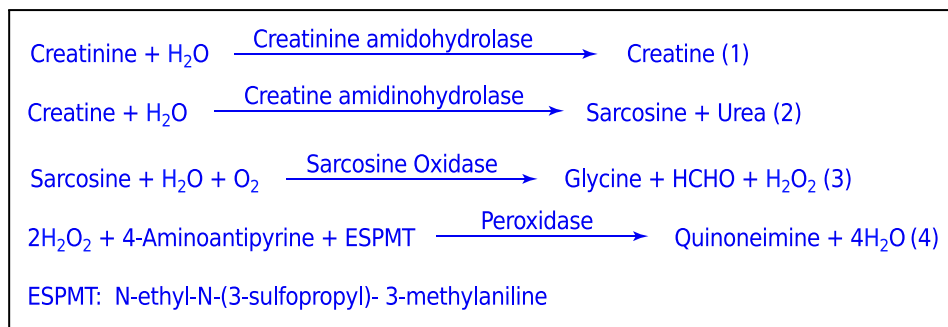 Creatinine + H₂O Creatinine amidohydrolase Creatine (1)
Creatine + H₂O Creatine amidinohydrolase Sarcosine + Urea (2)
Sarcosine + H₂O + O₂ Sarcosine Oxidase Glycine + HCHO + H₂O₂ (3)
2H₂O₂ + 4-Aminoantipyrine + ESPMT Peroxidase Quinoneimine + 4H₂O (4)
ESPMT: N-ethyl-N-(3-sulfopropyl)- 3-methylaniline